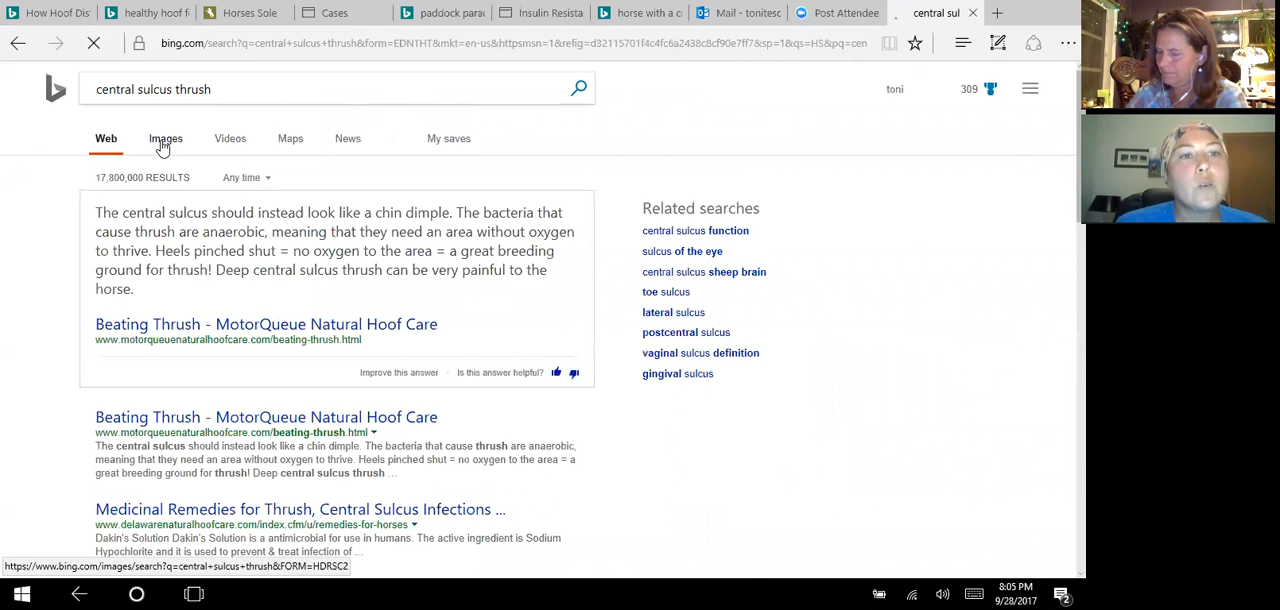 How Hoof Dis
healthy hoof f
Horses Sole
Cases
paddock para
Insulin Resista
horse with a c
Mail - tonitesc
Post Attendee
central sul
bing.com/search?q=central+sulcus+thrush&form=EDNTHT&mkt=en-us&httpsmsn=1&refig=d32115701f4c4fc6a2438c8cf90e7ff7&sp=1&qs=HS&pq=cen
central sulcus thrush
toni
309
Web
Images
Videos
Maps
News
My saves
17,800,000 RESULTS
Any time
The central sulcus should instead look like a chin dimple. The bacteria that
cause thrush are anaerobic, meaning that they need an area without oxygen
to thrive. Heels pinched shut = no oxygen to the area = a great breeding
ground for thrush! Deep central sulcus thrush can be very painful to the
horse.
Beating Thrush - MotorQueue Natural Hoof Care
www.motorqueuenaturalhoofcare.com/beating-thrush.html
Improve this answer · Is this answer helpful?
Beating Thrush - MotorQueue Natural Hoof Care
www.motorqueuenaturalhoofcare.com/beating-thrush.html
The central sulcus should instead look like a chin dimple. The bacteria that cause thrush are anaerobic,
meaning that they need an area without oxygen to thrive. Heels pinched shut = no oxygen to the area = a
great breeding ground for thrush! Deep central sulcus thrush ...
Medicinal Remedies for Thrush, Central Sulcus Infections ...
www.delawarenaturalhoofcare.com/index.cfm/u/remedies-for-horses
Dakin's Solution Dakin's Solution is a antimicrobial for use in humans. The active ingredient is Sodium
Hypochlorite and it is used to prevent & treat infection of ...
Related searches
central sulcus function
sulcus of the eye
central sulcus sheep brain
toe sulcus
lateral sulcus
postcentral sulcus
vaginal sulcus definition
gingival sulcus
https://www.bing.com/images/search?q=central+sulcus+thrush&FORM=HDRSC2
8:05 PM
9/28/2017
2